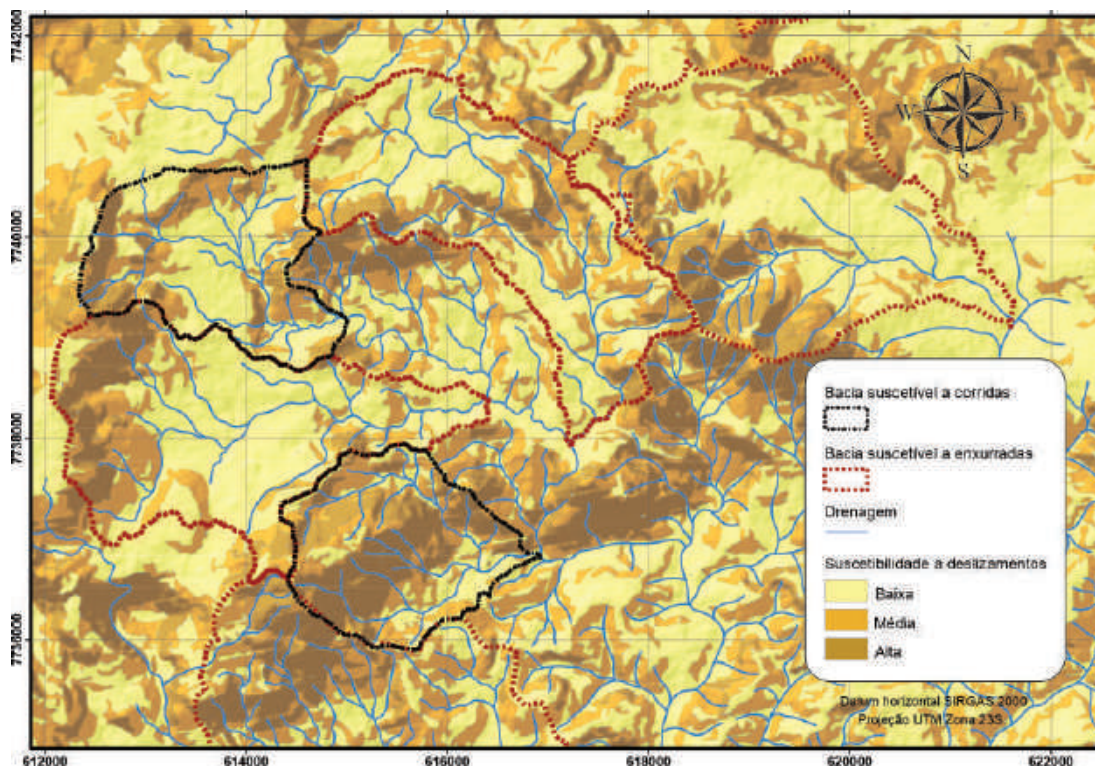 7742000
7740000
7738000
7736000
N
W
E
S
Bacia suscetível a corridas
Bacia suscetível a enxurradas
Drenagem
Suscetibilidade a deslizamentos
Baixa
Média
Alta
Datum horizontal SIRGAS 2000
Projeção UTM Zona 23S
612000
614000
616000
618000
620000
622000